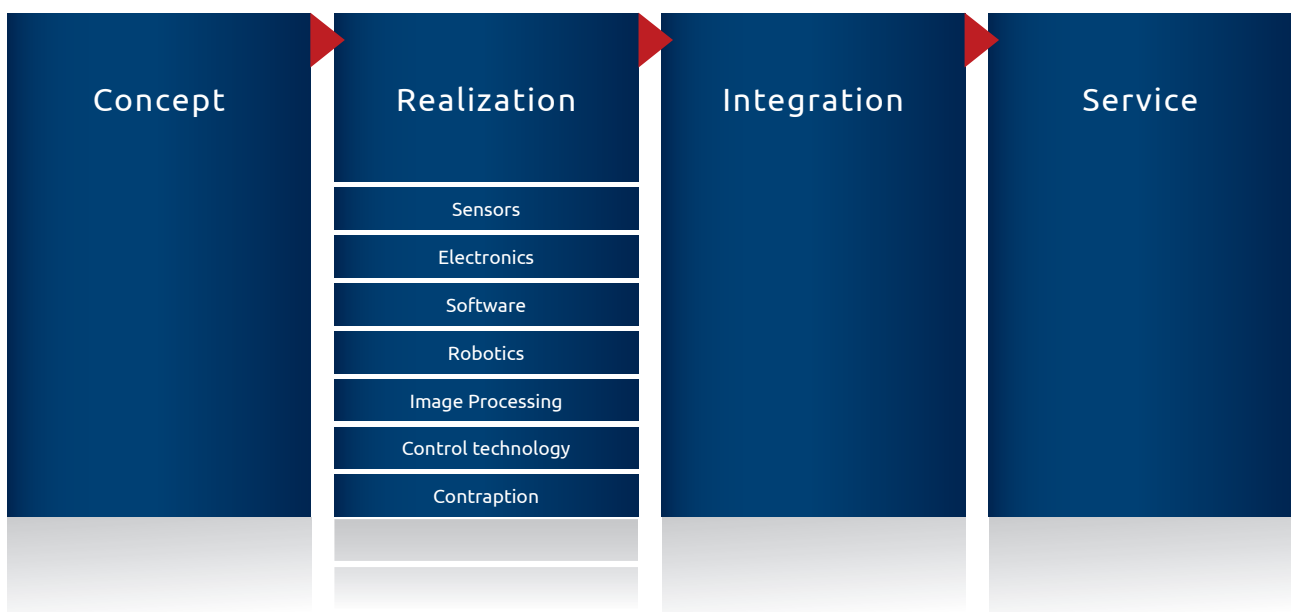 Concept
Realization
Integration
Service
Sensors
Electronics
Software
Robotics
Image Processing
Control technology
Contraption